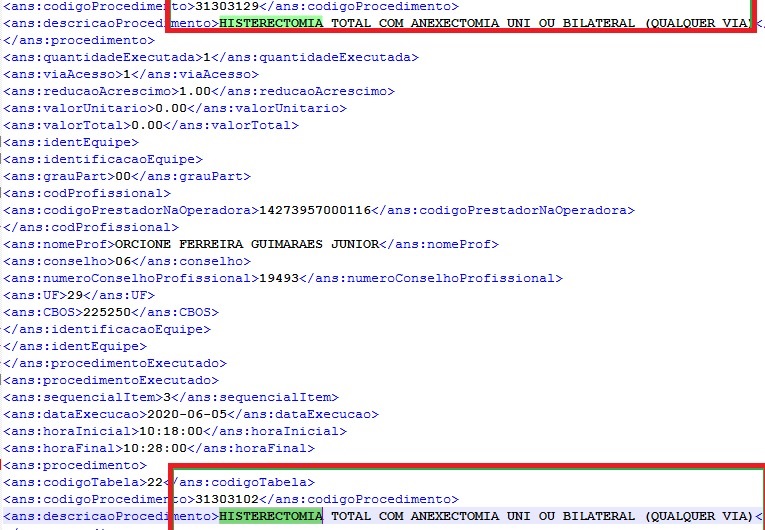 <ans:codigoProcedimento>31303129</ans:codigoProcedimento>
<ans:descricaoProcedimento>HISTERECTOMIA TOTAL COM ANEXECTOMIA UNI OU BILATERAL (QUALQUER VIA)<
</ans:procedimento>
<ans:quantidadeExecutada>1</ans:quantidadeExecutada>
<ans:viaAcesso>1</ans:viaAcesso>
<ans:reducaoAcrescimo>1.00</ans:reducaoAcrescimo>
<ans:valorUnitario>0.00</ans:valorUnitario>
<ans:valorTotal>0.00</ans:valorTotal>
<ans:identEquipe>
<ans:identificacaoEquipe>
<ans:grauPart>00</ans:grauPart>
<ans:codProfissional>
<ans:codigoPrestadorNaOperadora>14273957000116</ans:codigoPrestadorNaOperadora>
</ans:codProfissional>
<ans:nomeProf>ORCIONE FERREIRA GUIMARAES JUNIOR</ans:nomeProf>
<ans:conselho>06</ans:conselho>
<ans:numeroConselhoProfissional>19493</ans:numeroConselhoProfissional>
<ans:UF>29</ans:UF>
<ans:CBOS>225250</ans:CBOS>
</ans:identificacaoEquipe>
</ans:identEquipe>
</ans:procedimentoExecutado>
<ans:procedimentoExecutado>
<ans:sequencialItem>3</ans:sequencialItem>
<ans:dataExecucao>2020-06-05</ans:dataExecucao>
<ans:horaInicial>10:18:00</ans:horaInicial>
<ans:horaFinal>10:28:00</ans:horaFinal>
<ans:procedimento>
<ans:codigoTabela>22</ans:codigoTabela>
<ans:codigoProcedimento>31303102</ans:codigoProcedimento>
<ans:descricaoProcedimento>HISTERECTOMIA TOTAL COM ANEXECTOMIA UNI OU BILATERAL (QUALQUER VIA)<